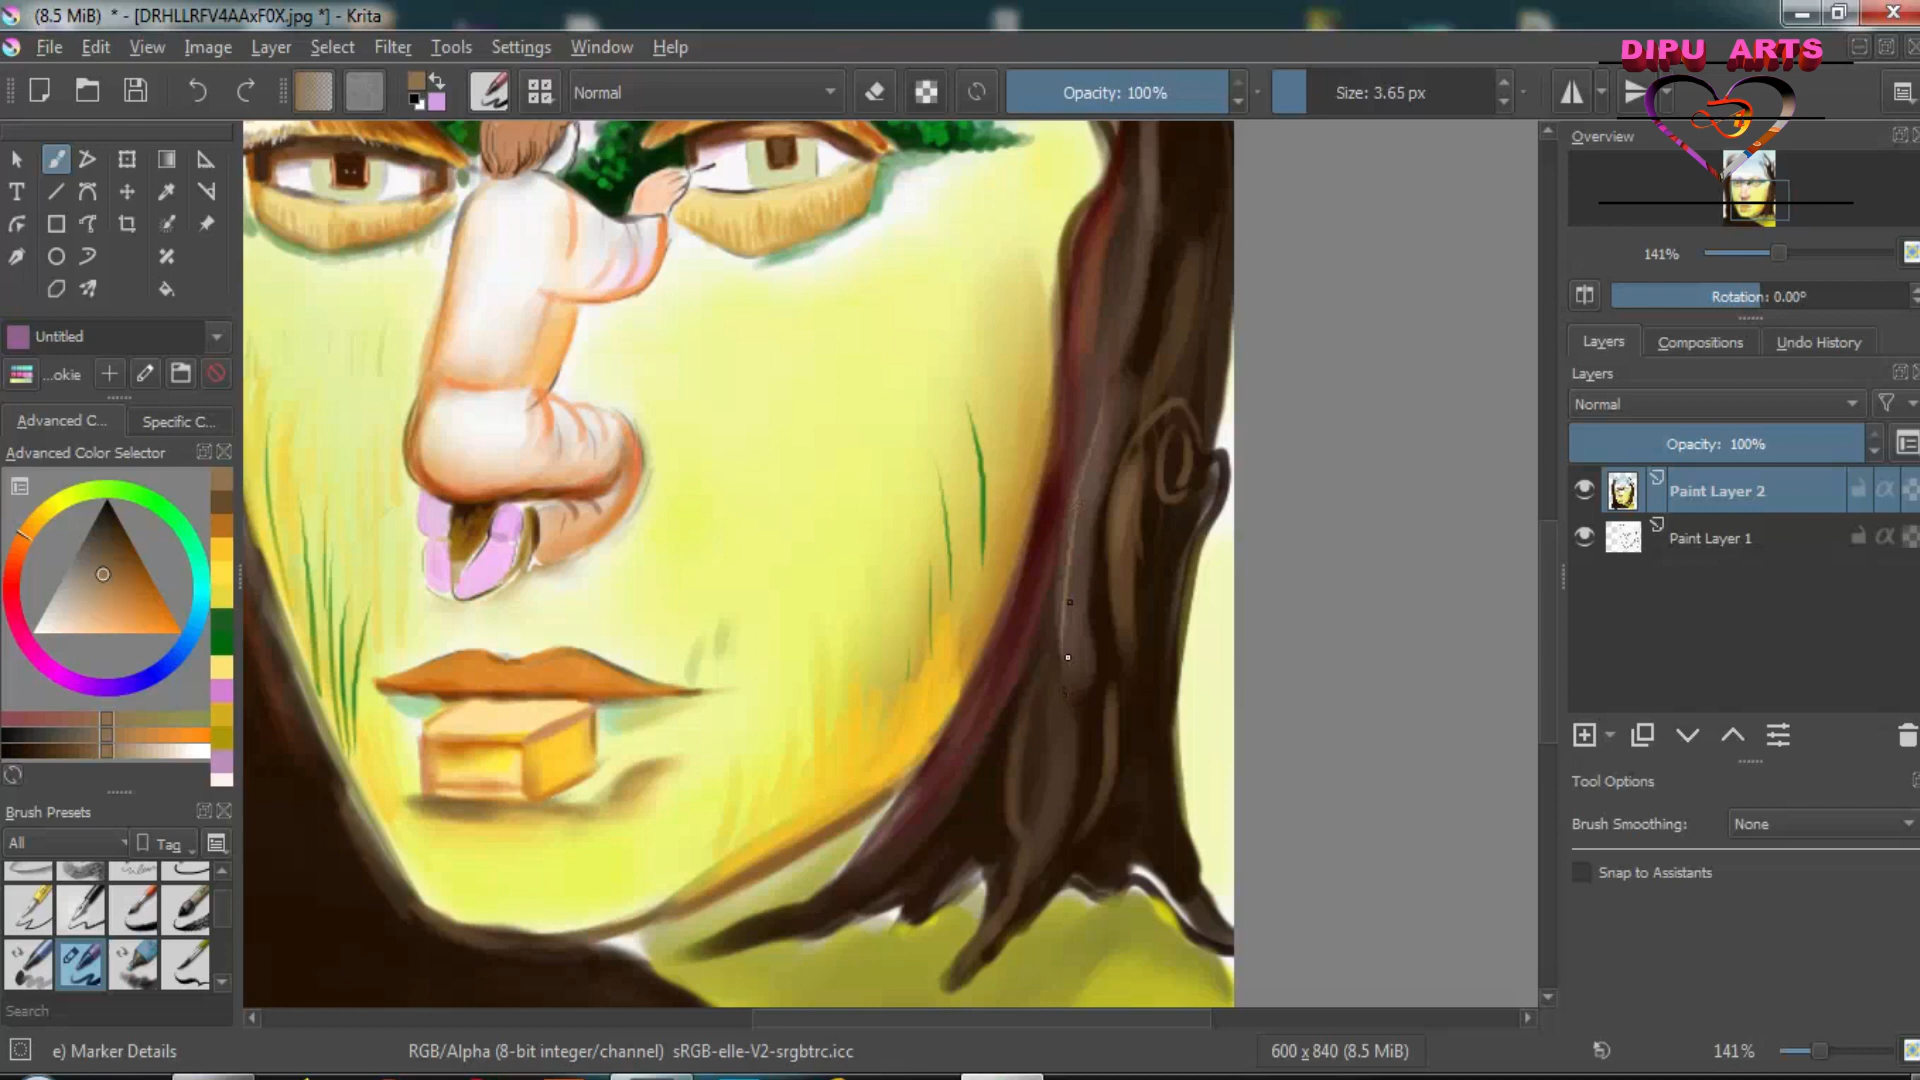 (8.5 MiB) * - [DRHLLRFV4AAxF0X.jpg *] - Krita
File Edit View Image Layer Select Filter Tools Settings Window Help
DIPU ARTS
Normal
Opacity: 100%
Size: 3.65 px
Overview
141%
Rotation: 0.00°
Untitled
...okie
Layers Compositions Undo History
Layers
Normal
Advanced C... Specific C...
Opacity: 100%
Advanced Color Selector
Paint Layer 2
Paint Layer 1
Tool Options
Brush Presets
Brush Smoothing: None
All Tag
Snap to Assistants
Search
e) Marker Details
RGB/Alpha (8-bit integer/channel) sRGB-elle-V2-srgbtrc.icc
600 x 840 (8.5 MiB)
141%